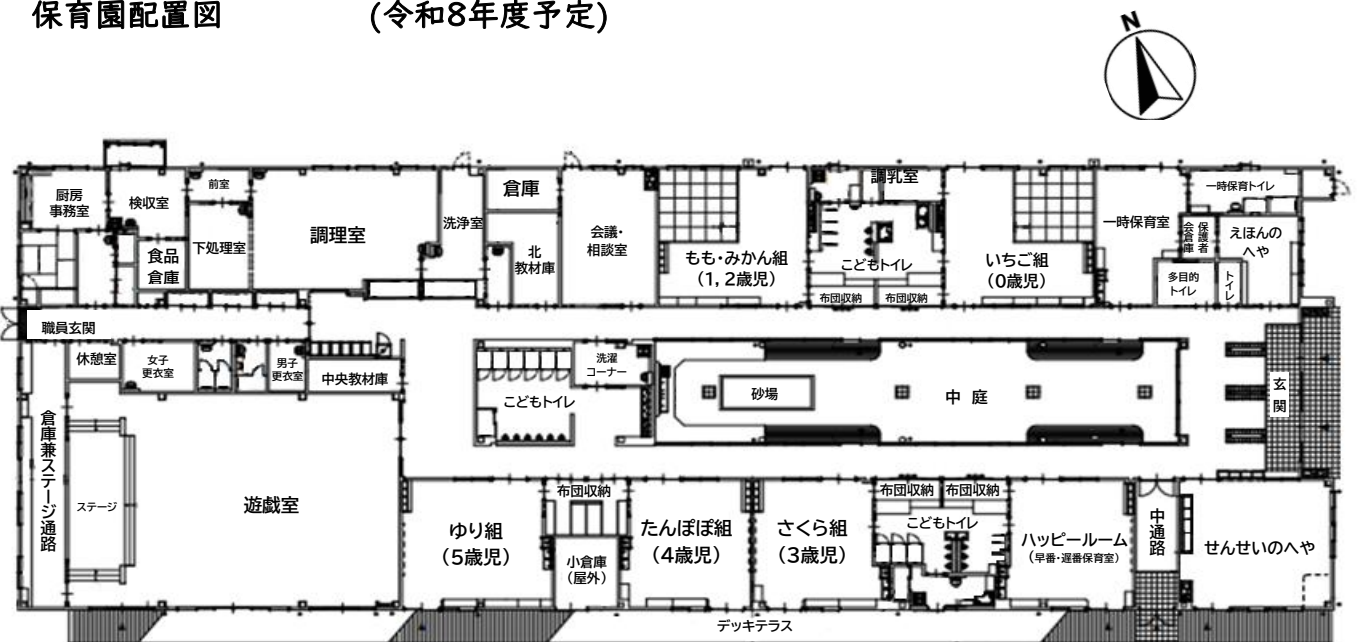 保育園配置図 (令和8年度予定)
N
厨房
事務室
検収室
前室
下処理室
食品
倉庫
調理室
洗浄室
倉庫
北
教材庫
会議・
相談室
もも・みかん組
(1,2歳児)
調乳室
こどもトイレ
布団収納
布団収納
いちご組
(0歳児)
一時保育室
一時保育トイレ
保護者
会倉庫
えほんの
へや
多目的
トイレ
トイレ
職員玄関
休憩室
女子
更衣室
男子
更衣室
中央教材庫
こどもトイレ
洗濯
コーナー
砂場
中庭
玄関
倉庫兼ステージ通路
ステージ
遊戯室
ゆり組
(5歳児)
布団収納
小倉庫
(屋外)
たんぽぽ組
(4歳児)
さくら組
(3歳児)
布団収納
布団収納
こどもトイレ
ハッピールーム
(早番・遅番保育室)
中通路
せんせいのへや
デッキテラス